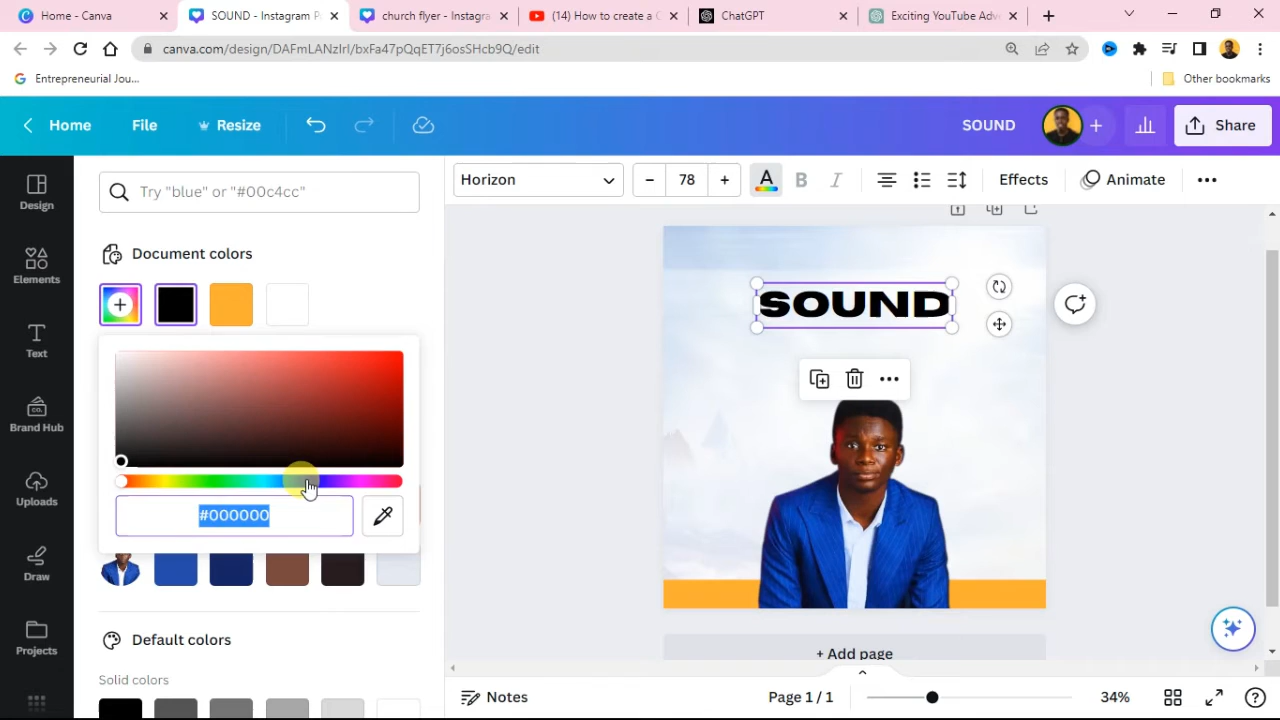 Home - Canva
SOUND - Instagram P
church flyer - Instagra
(14) How to create a C
ChatGPT
Exciting YouTube Adv
canva.com/design/DAFmLANzIrI/bxFa47pQqET7j6osSHcb9Q/edit
Entrepreneurial Jou...
Other bookmarks
Home
File
Resize
SOUND
Share
Design
Elements
Text
Brand Hub
Uploads
Draw
Projects
Try "blue" or "#00c4cc"
Document colors
#000000
Default colors
Solid colors
Horizon
78
A
B
I
Effects
Animate
SOUND
+ Add page
Notes
Page 1 / 1
34%